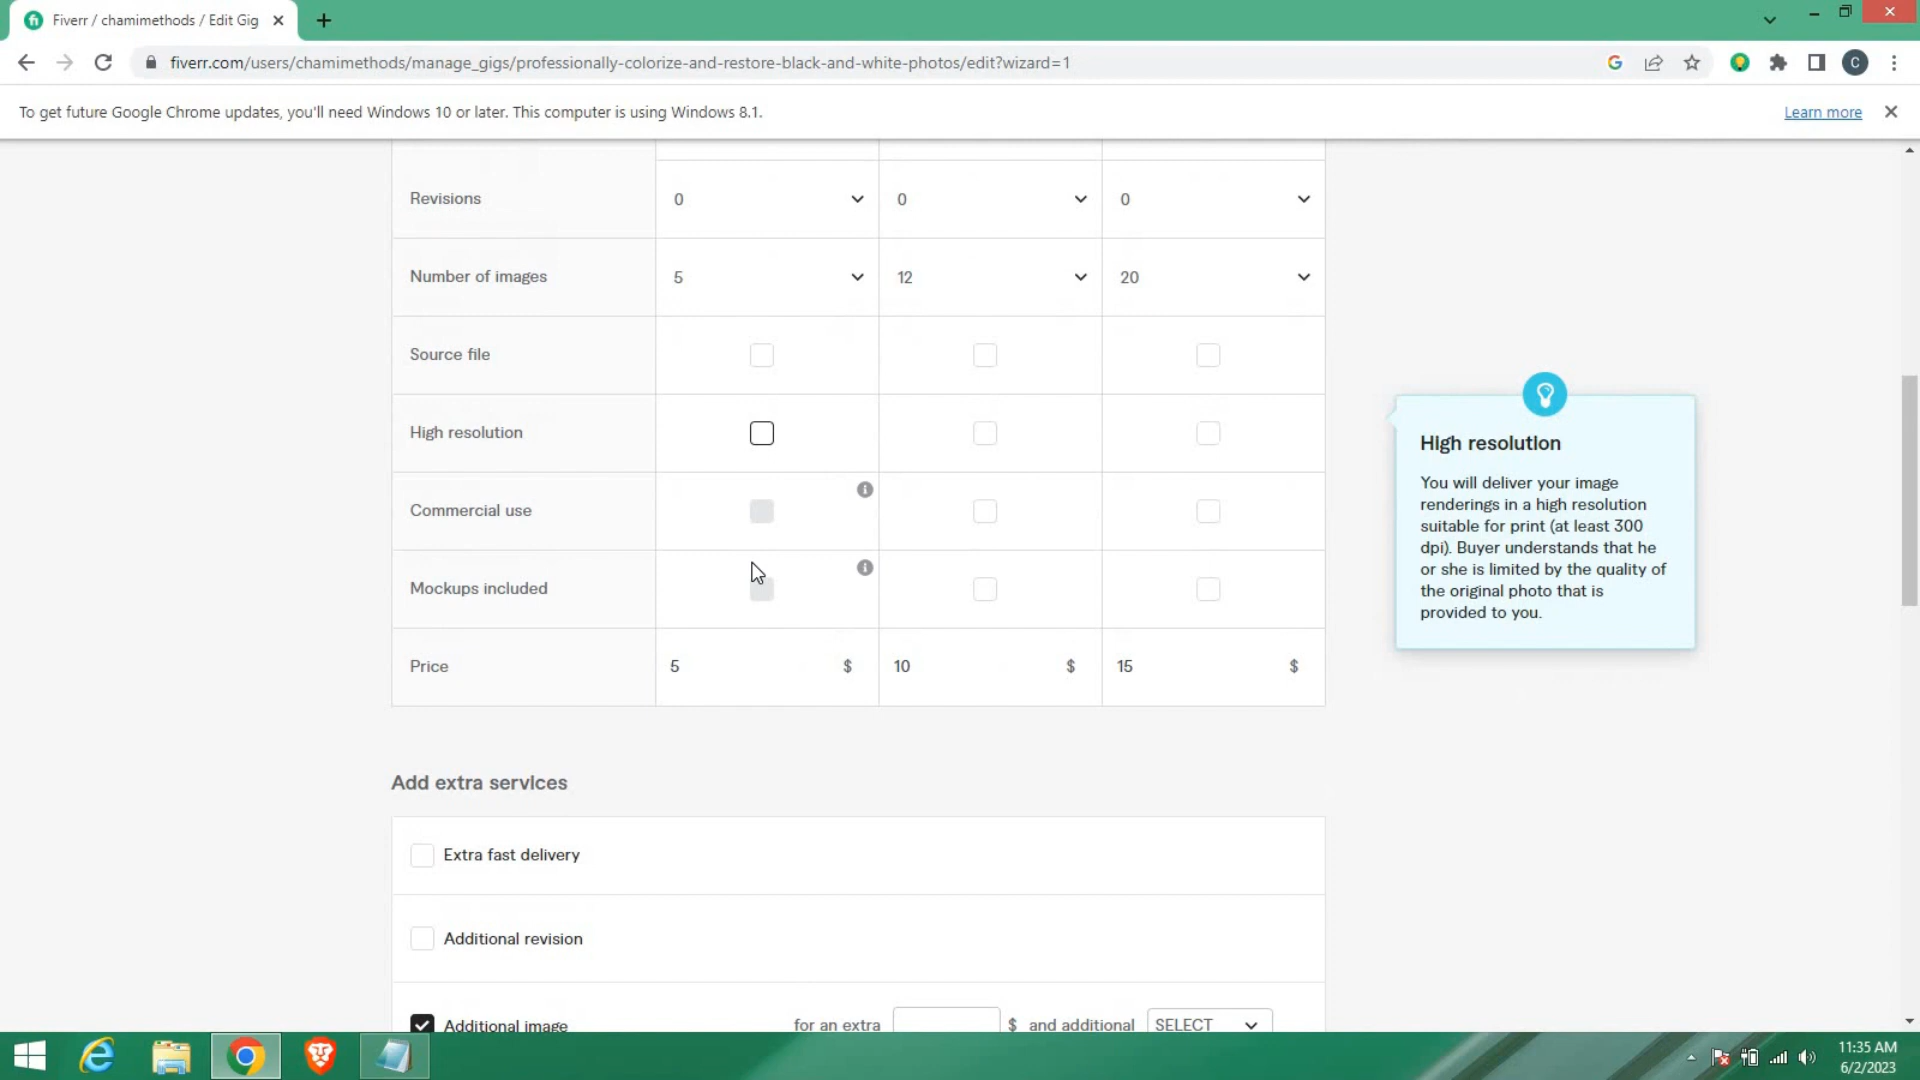 Fiverr / chamimethods / Edit Gig
fiverr.com/users/chamimethods/manage_gigs/professionally-colorize-and-restore-black-and-white-photos/edit?wizard=1
C
To get future Google Chrome updates, you'll need Windows 10 or later. This computer is using Windows 8.1.
Learn more
Revisions 0 0 0
Number of images 5 12 20
Source file
High resolution
Commercial use
Mockups included
Price 5 $ 10 $ 15 $
High resolution
You will deliver your image
renderings in a high resolution
suitable for print (at least 300
dpi). Buyer understands that he
or she is limited by the quality of
the original photo that is
provided to you.
Add extra services
Extra fast delivery
Additional revision
Additional image for an extra $ and additional SELECT
11:35 AM
6/2/2023